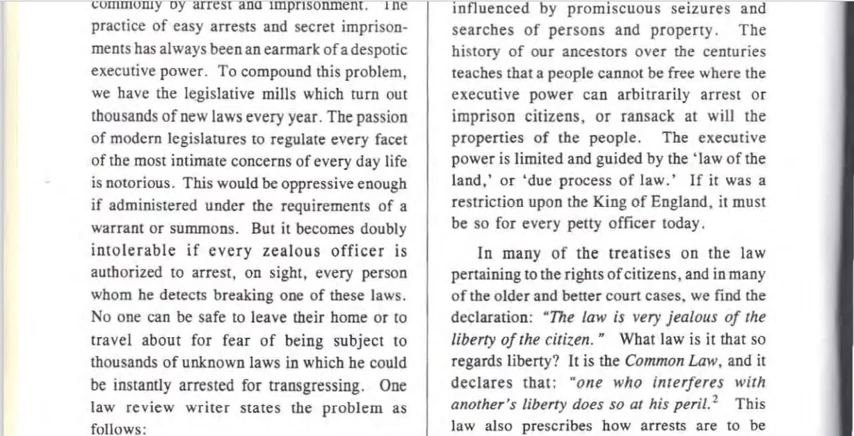 commonly by arrest and imprisonment. The
practice of easy arrests and secret imprison-
ments has always been an earmark of a despotic
executive power. To compound this problem,
we have the legislative mills which turn out
thousands of new laws every year. The passion
of modern legislatures to regulate every facet
of the most intimate concerns of every day life
is notorious. This would be oppressive enough
if administered under the requirements of a
warrant or summons. But it becomes doubly
intolerable if every zealous officer is
authorized to arrest, on sight, every person
whom he detects breaking one of these laws.
No one can be safe to leave their home or to
travel about for fear of being subject to
thousands of unknown laws in which he could
be instantly arrested for transgressing. One
law review writer states the problem as
follows:
influenced by promiscuous seizures and
searches of persons and property. The
history of our ancestors over the centuries
teaches that a people cannot be free where the
executive power can arbitrarily arrest or
imprison citizens, or ransack at will the
properties of the people. The executive
power is limited and guided by the ‘law of the
land,’ or ‘due process of law.’ If it was a
restriction upon the King of England, it must
be so for every petty officer today.
In many of the treatises on the law
pertaining to the rights of citizens, and in many
of the older and better court cases, we find the
declaration: “The law is very jealous of the
liberty of the citizen.” What law is it that so
regards liberty? It is the Common Law, and it
declares that: “one who interferes with
another's liberty does so at his peril.² This
law also prescribes how arrests are to be